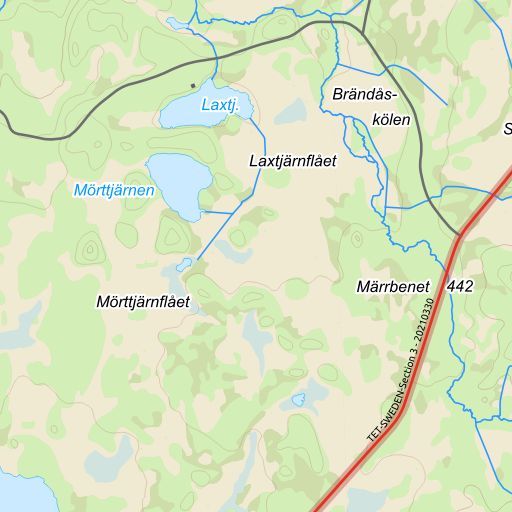 Laxtj.
Brändås-
kölen
S
Laxtjärnflået
Mörttjärnen
Märrbenet
442
Mörttjärnflået
TET-SWEDEN-Section 3 - 20210330